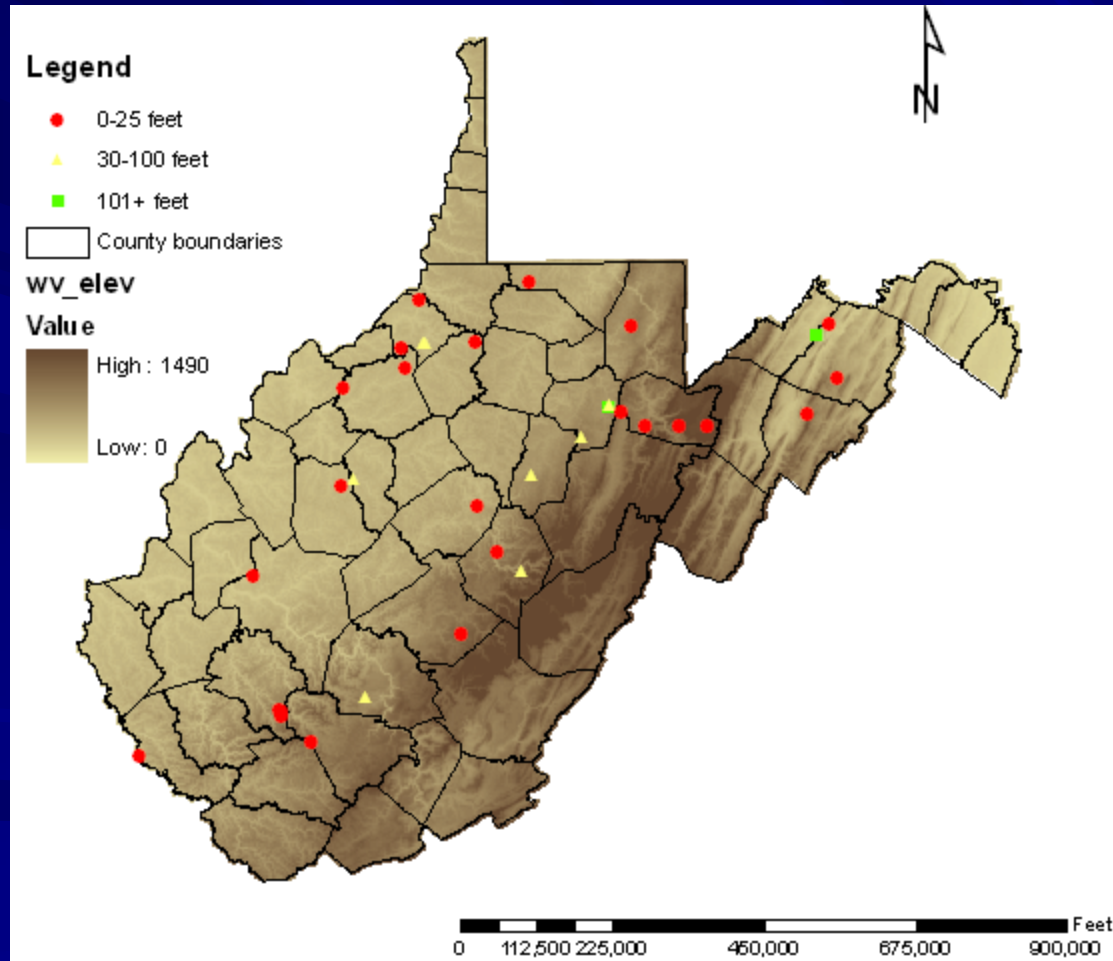 N
Legend
0-25 feet
30-100 feet
101+ feet
County boundaries
wv_elev
Value
High : 1490
Low : 0
Feet
0 112,500 225,000 450,000 675,000 900,000